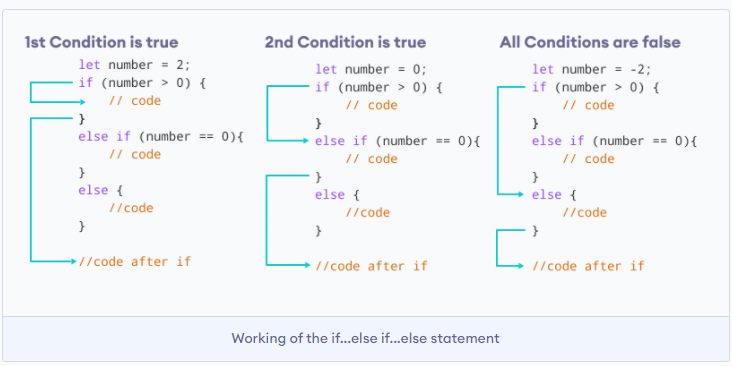 1st Condition is true
let number = 2;
if (number > 0) {
// code
}
else if (number == 0){
// code
}
else {
//code
}
//code after if
2nd Condition is true
let number = 0;
if (number > 0) {
// code
}
else if (number == 0){
// code
}
else {
//code
}
//code after if
All Conditions are false
let number = -2;
if (number > 0) {
// code
}
else if (number == 0){
// code
}
else {
//code
}
//code after if
Working of the if...else if...else statement